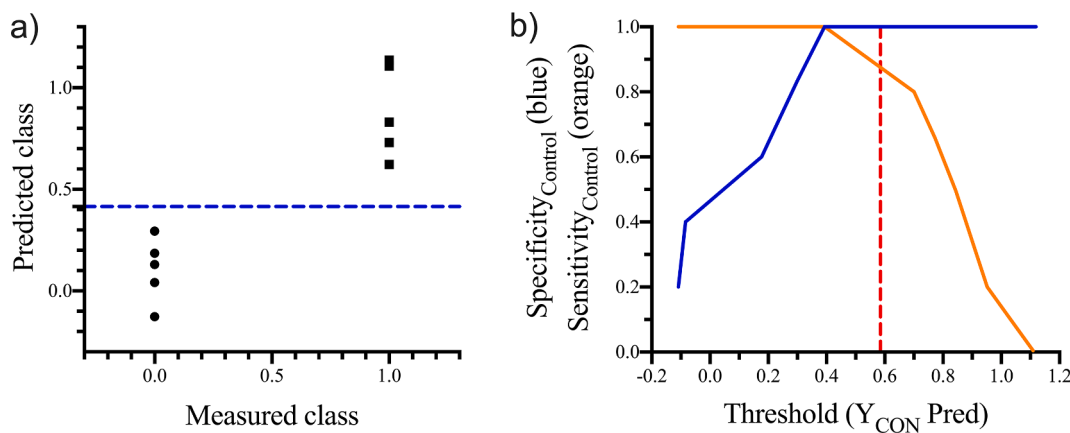 a)
Predicted class
1.0
0.5
0.0
0.0
0.5
1.0
Measured class
b)
Specificity_Control (blue)
Sensitivity_Control (orange)
1.0
0.8
0.6
0.4
0.2
0.0
-0.2
0.0
0.2
0.4
0.6
0.8
1.0
1.2
Threshold (Y_CON Pred)